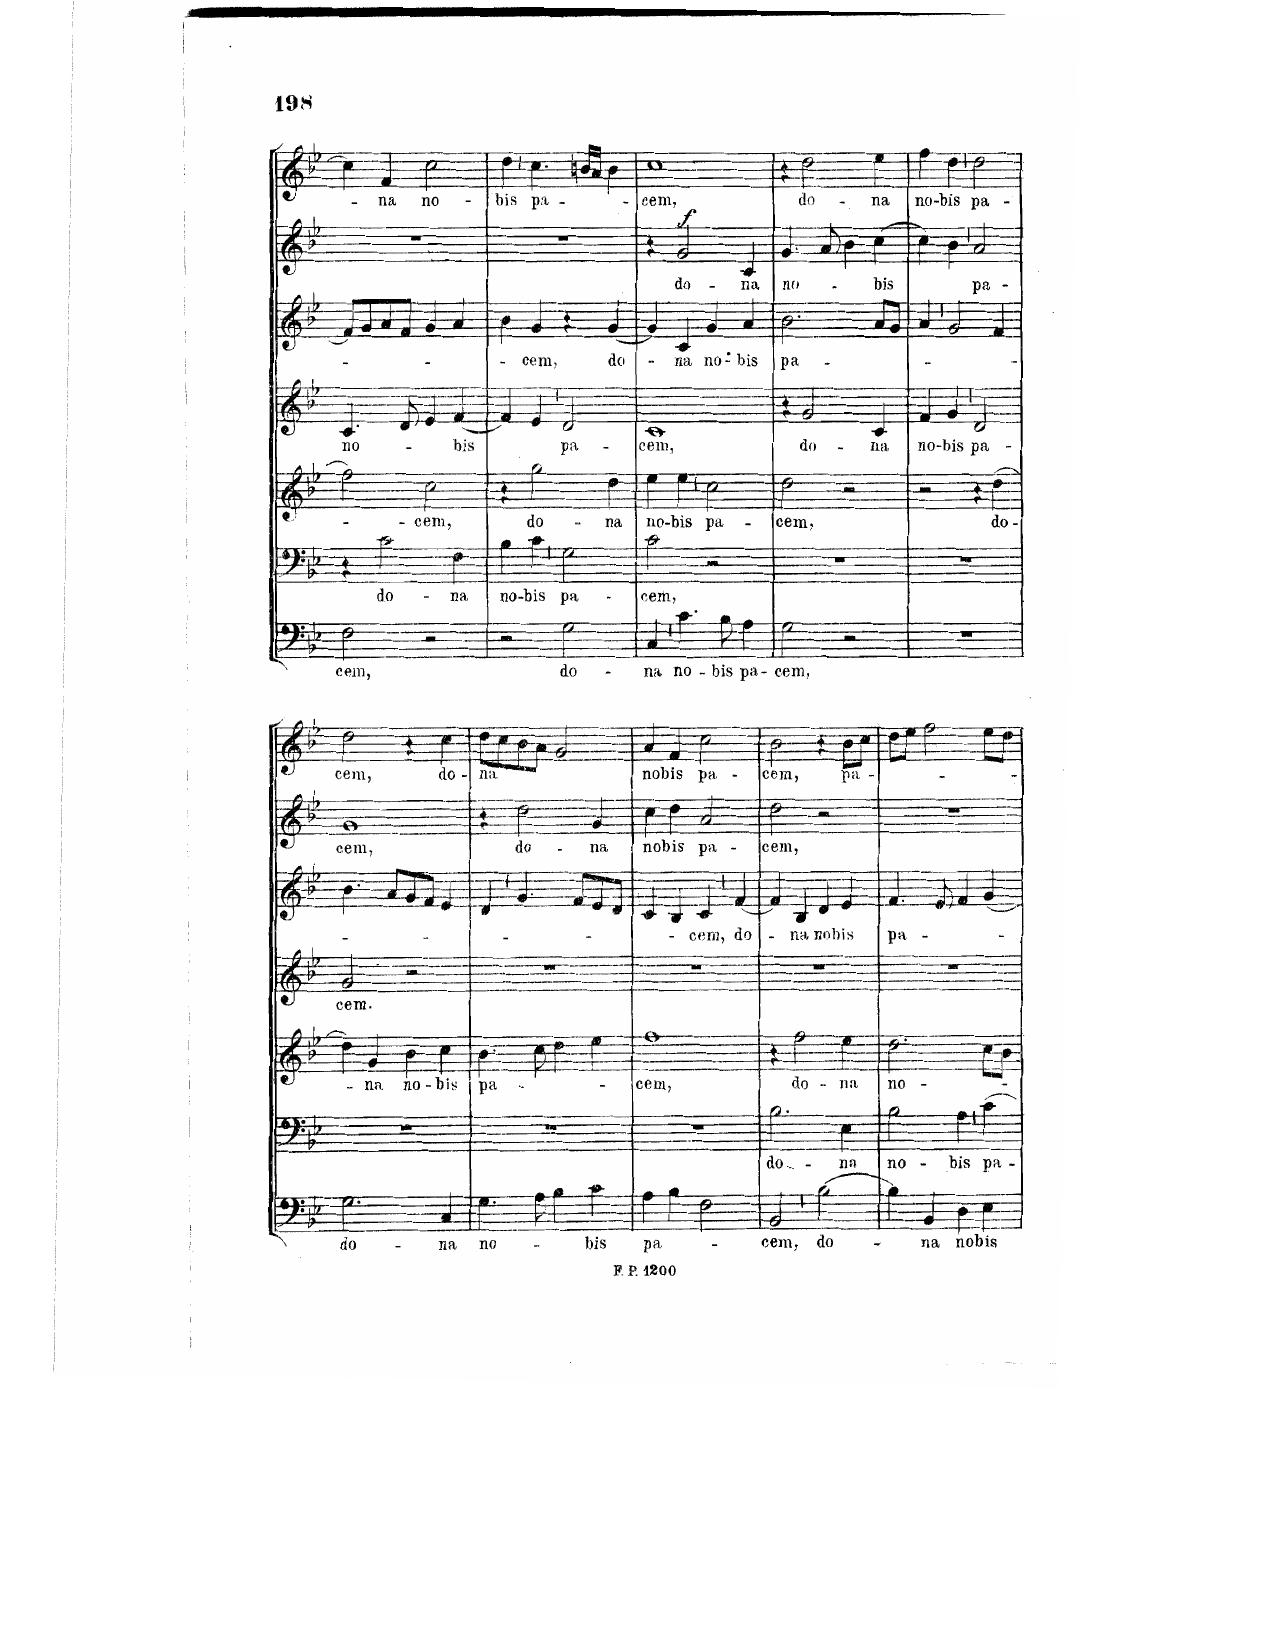 198
- na no - bis pa - - cem, do - na no-bis pa -
f
do - na no - bis pa -
- - - cem, do - na no - bis pa - - -
no - bis pa - cem, do - na no-bis pa -
- - cem, do - na no-bis pa - cem, do -
do - na no-bis pa - cem,
cem, do - na no - bis pa - cem,
cem, do - na nobis pa - cem, pa - - -
cem, do - na nobis pa - cem,
- - - - - cem, do - na nobis pa - -
cem.
- na no - bis pa - - cem, do - na no - -
do - na no - bis pa -
do - na no - bis pa - cem, do - na nobis
F. P. 1200